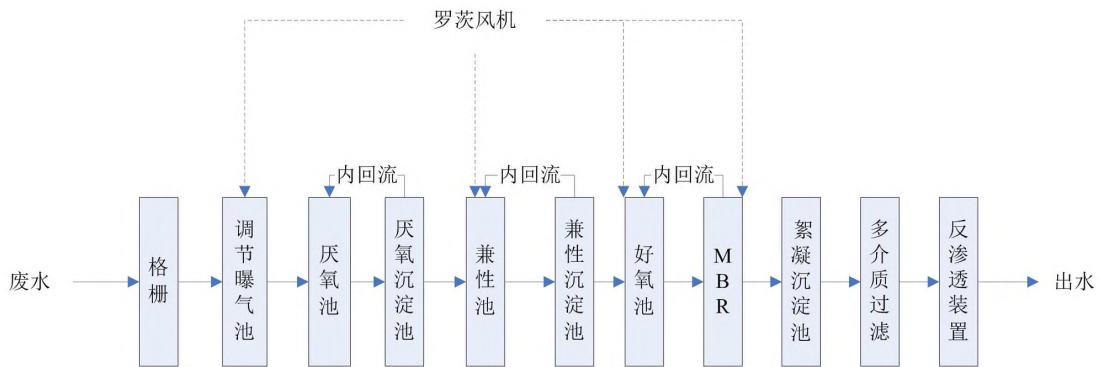 罗茨风机
内回流
内回流
内回流
废水
格栅
调节曝气池
厌氧池
厌氧沉淀池
兼性池
兼性沉淀池
好氧池
MBR
絮凝沉淀池
多介质过滤
反渗透装置
出水